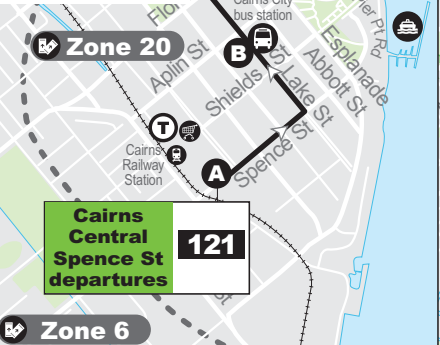 Cairns City
bus station
Zone 20
B
Aplin St
Shields St
Lake St
Abbott St
Esplanade
T
Cairns
Railway
Station
A
Spence St
Cairns
Central
Spence St
departures
121
Zone 6